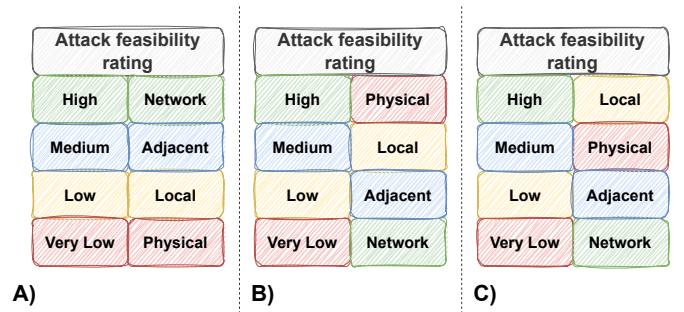 Attack feasibility
rating
High Network
Medium Adjacent
Low Local
Very Low Physical
A)
Attack feasibility
rating
High Physical
Medium Local
Low Adjacent
Very Low Network
B)
Attack feasibility
rating
High Local
Medium Physical
Low Adjacent
Very Low Network
C)